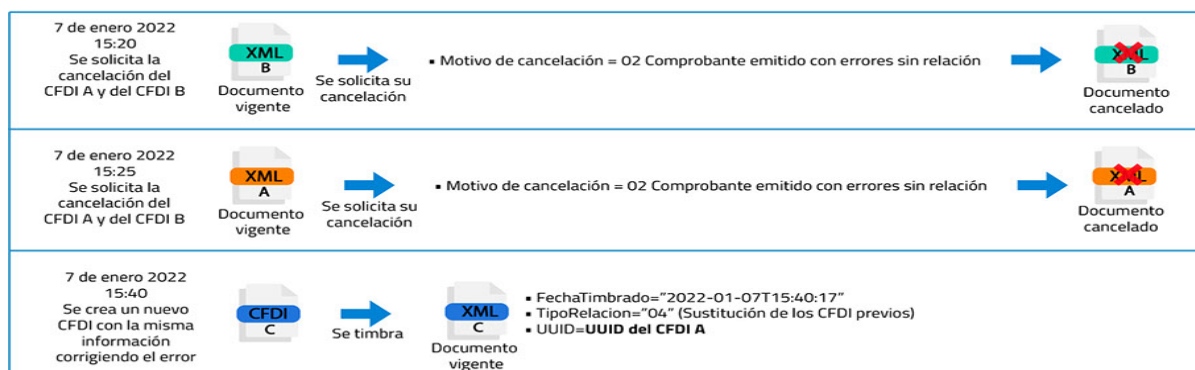 7 de enero 2022
15:20
Se solicita la
cancelación del
CFDI A y del CFDI B
XML
B
Documento
vigente
Se solicita su
cancelación
▪ Motivo de cancelación = 02 Comprobante emitido con errores sin relación
XML
B
Documento
cancelado
7 de enero 2022
15:25
Se solicita la
cancelación del
CFDI A y del CFDI B
XML
A
Documento
vigente
Se solicita su
cancelación
▪ Motivo de cancelación = 02 Comprobante emitido con errores sin relación
XML
A
Documento
cancelado
7 de enero 2022
15:40
Se crea un nuevo
CFDI con la misma
información
corrigiendo el error
CFDI
C
Se timbra
XML
C
Documento
vigente
▪ FechaTimbrado="2022-01-07T15:40:17"
▪ TipoRelacion="04" (Sustitución de los CFDI previos)
▪ UUID=UUID del CFDI A